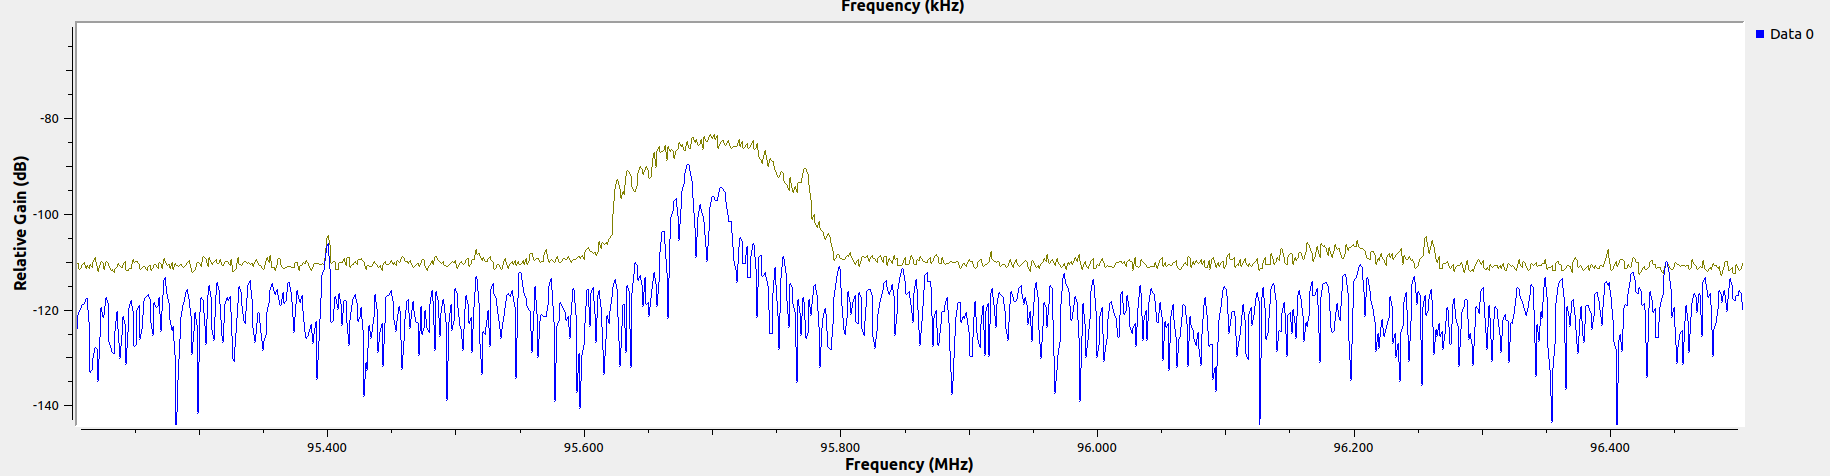 Frequency (kHz)
Data 0
Relative Gain (dB)
-80
-100
-120
-140
95.400 95.600 95.800 96.000 96.200 96.400
Frequency (MHz)